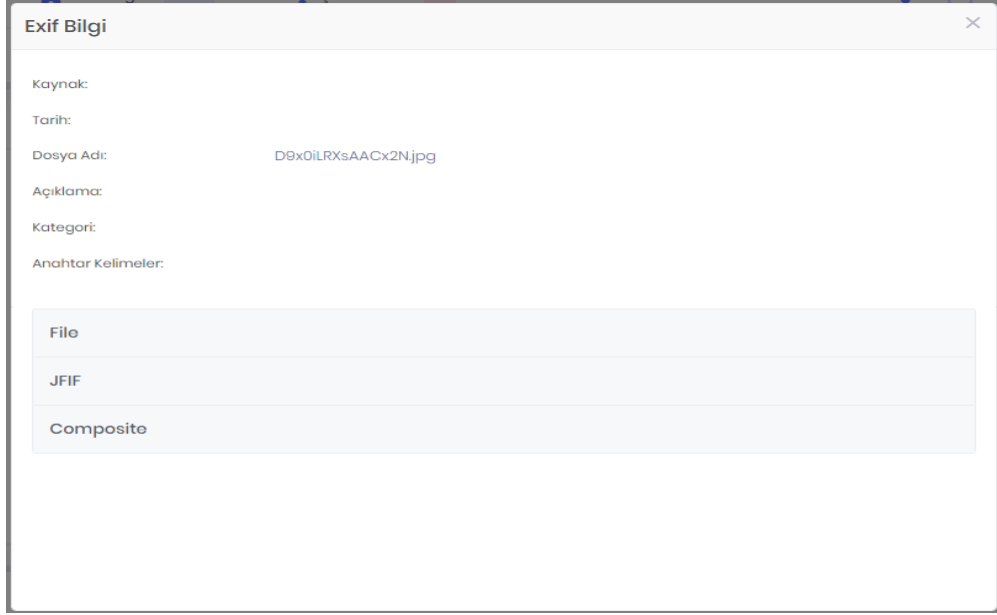 Exif Bilgi
Kaynak:
Tarih:
Dosya Adı: D9x0iLRXsAACx2N.jpg
Açıklama:
Kategori:
Anahtar Kelimeler:
File
JFIF
Composite